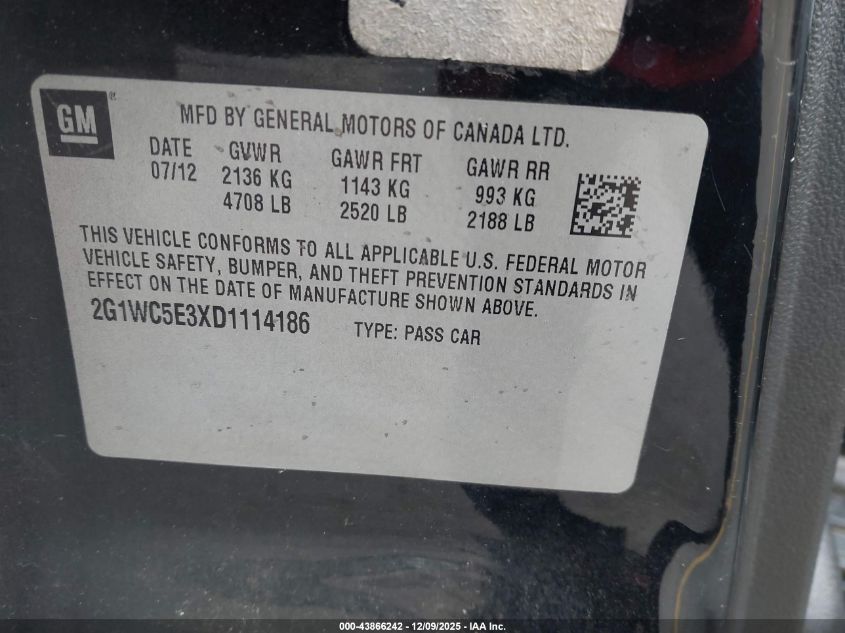 GM ®
MFD BY GENERAL MOTORS OF CANADA LTD.
DATE GVWR GAWR FRT GAWR RR
07/12 2136 KG 1143 KG 993 KG
4708 LB 2520 LB 2188 LB
THIS VEHICLE CONFORMS TO ALL APPLICABLE U.S. FEDERAL MOTOR
VEHICLE SAFETY, BUMPER, AND THEFT PREVENTION STANDARDS IN
EFFECT ON THE DATE OF MANUFACTURE SHOWN ABOVE.
2G1WC5E3XD1114186 TYPE: PASS CAR
000-43866242 - 12/09/2025 - IAA Inc.